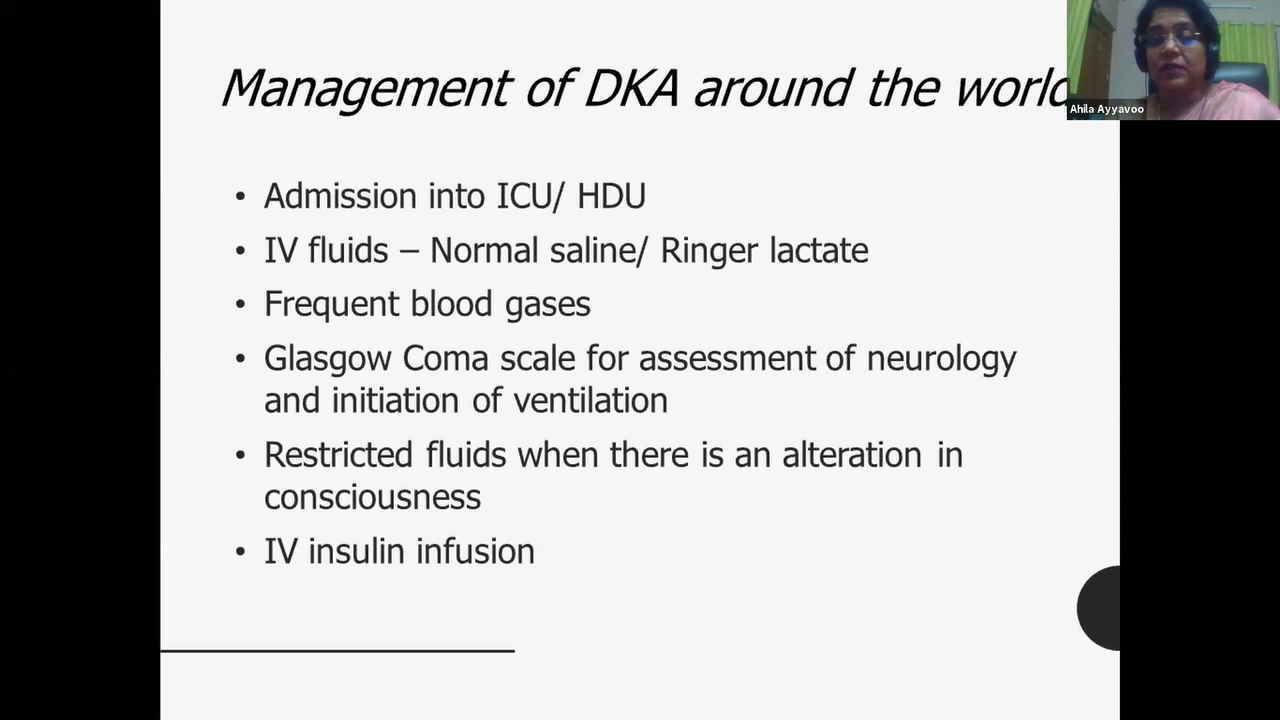 Management of DKA around the world
Ahila Ayyavoo
• Admission into ICU/ HDU
• IV fluids – Normal saline/ Ringer lactate
• Frequent blood gases
• Glasgow Coma scale for assessment of neurology
and initiation of ventilation
• Restricted fluids when there is an alteration in
consciousness
• IV insulin infusion